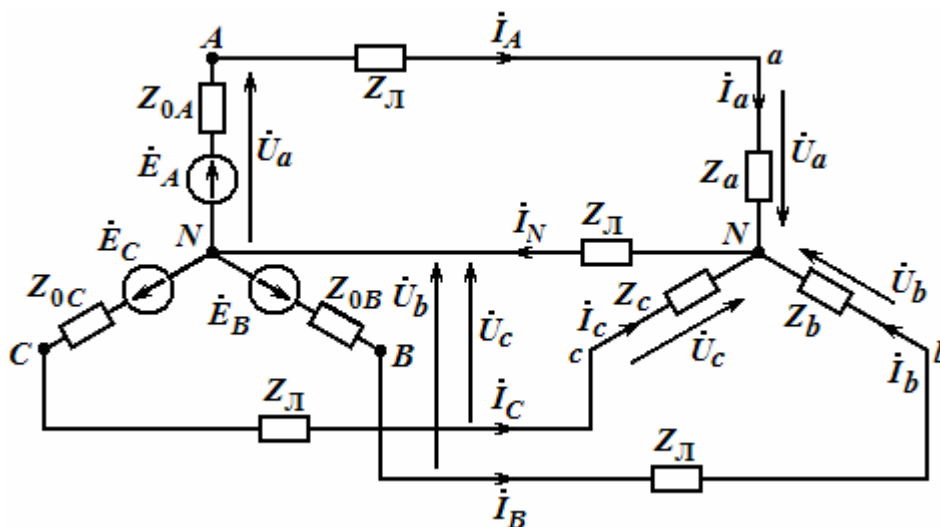 A
Z_Л
İ_A
a
Z_0A
U̇_a
İ_a
Ė_A
Z_a
U̇_a
N
İ_N
Z_Л
N
Ė_C
Z_0C
Ė_B
Z_0B
U̇_b
U̇_c
Z_c
İ_c
U̇_c
Z_b
U̇_b
C
B
c
İ_b
b
Z_Л
İ_C
Z_Л
İ_B